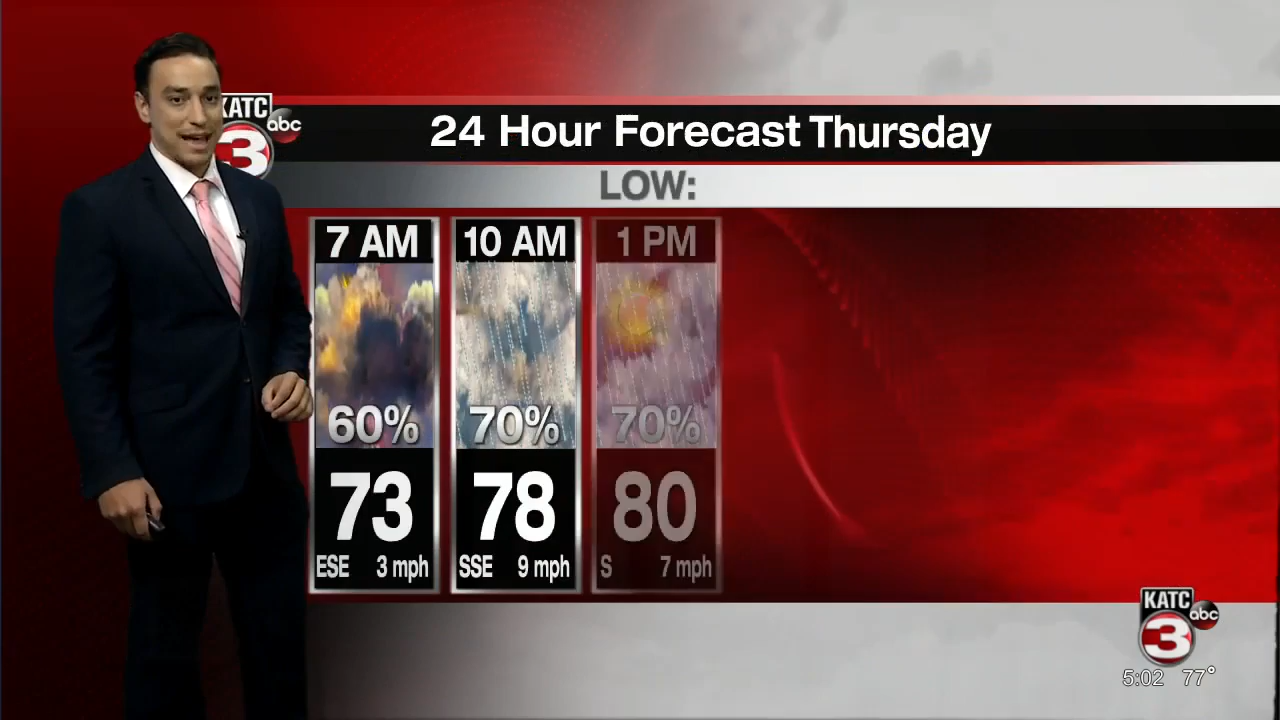 KATC
abc
3
24 Hour Forecast Thursday
LOW:
7 AM
60%
73
ESE 3 mph
10 AM
70%
78
SSE 9 mph
1 PM
70%
80
S 7 mph
KATC
abc
3
5:02 77°